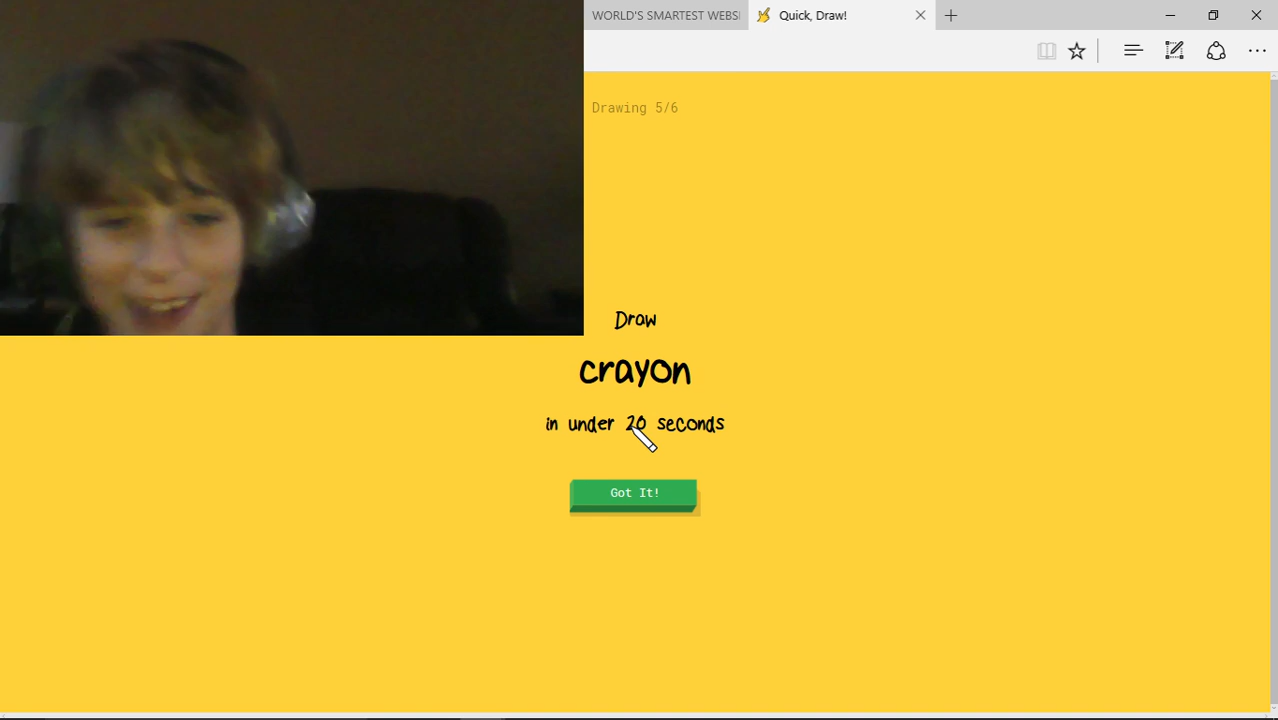 WORLD'S SMARTEST WEBSI
Quick, Draw!
Drawing 5/6
Draw
crayon
in under 20 seconds
Got It!